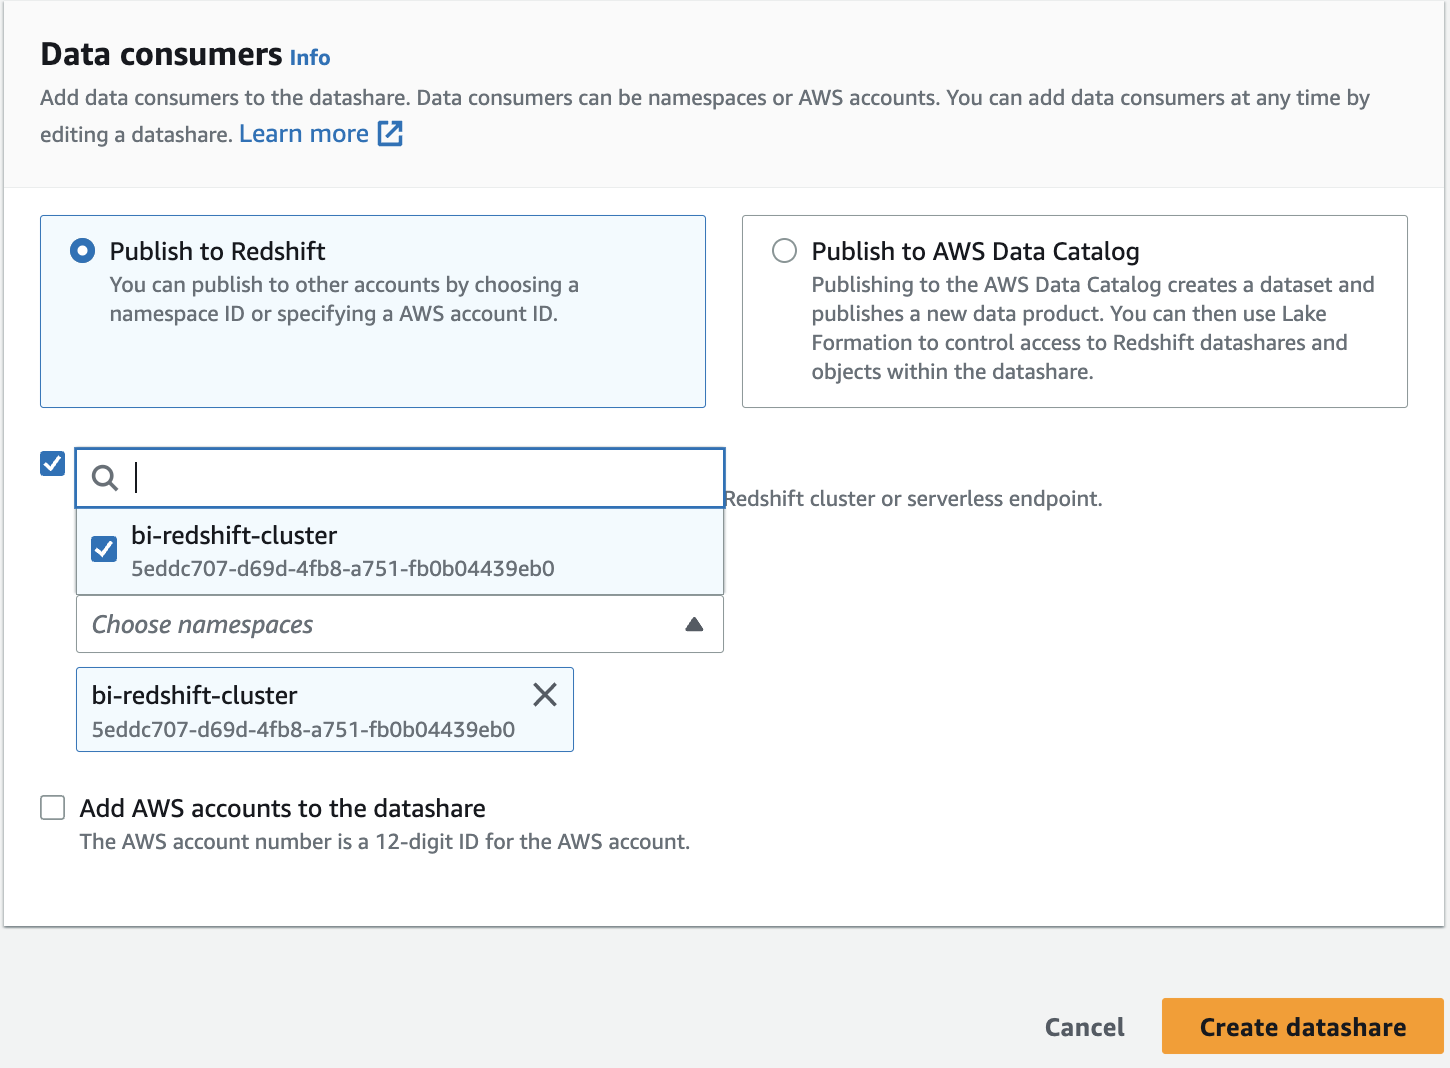 Data consumers Info
Add data consumers to the datashare. Data consumers can be namespaces or AWS accounts. You can add data consumers at any time by
editing a datashare. Learn more
Publish to Redshift
You can publish to other accounts by choosing a
namespace ID or specifying a AWS account ID.
Publish to AWS Data Catalog
Publishing to the AWS Data Catalog creates a dataset and
publishes a new data product. You can then use Lake
Formation to control access to Redshift datashares and
objects within the datashare.
Redshift cluster or serverless endpoint.
bi-redshift-cluster
5eddc707-d69d-4fb8-a751-fb0b04439eb0
Choose namespaces
bi-redshift-cluster
5eddc707-d69d-4fb8-a751-fb0b04439eb0
Add AWS accounts to the datashare
The AWS account number is a 12-digit ID for the AWS account.
Cancel
Create datashare